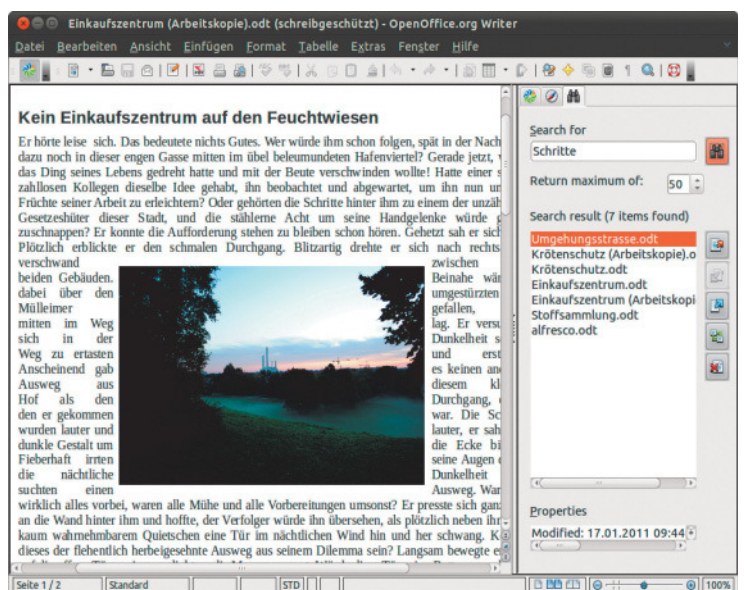 Einkaufszentrum (Arbeitskopie).odt (schreibgeschützt) - OpenOffice.org Writer
Datei Bearbeiten Ansicht Einfügen Format Tabelle Extras Fenster Hilfe
Kein Einkaufszentrum auf den Feuchtwiesen
Er hörte leise sich. Das bedeutete nichts Gutes. Wer würde ihm schon folgen, spät in der Nach
dazu noch in dieser engen Gasse mitten im übel beleumundeten Hafenviertel? Gerade jetzt,
das Ding seines Lebens gedreht hatte und mit der Beute verschwinden wollte! Hatte einer s
zahllosen Kollegen dieselbe Idee gehabt, ihn beobachtet und abgewartet, um ihn nun un
Früchte seiner Arbeit zu erleichtern? Oder gehörten die Schritte hinter ihm zu einem der unzäh
Gesetzeshüter dieser Stadt, und die stählerne Acht um seine Handgelenke würde g
zuschnappen? Er konnte die Aufforderung stehen zu bleiben schon hören. Gehetzt sah er sich
Plötzlich erblickte er den schmalen Durchgang. Blitzartig drehte er sich nach rechts
verschwand zwischen
beiden Gebäuden. Beinahe wär
dabei über den umgestürzten
Mülleimer gefallen,
mitten im Weg lag. Er versu
sich in der Dunkelheit s
Weg zu ertasten und erst
Anscheinend gab es keinen and
Ausweg aus diesem kl
Hof als den Durchgang,
den er gekommen war. Die Sc
wurden lauter und lauter, er sah
dunkle Gestalt um die Ecke bi
Fieberhaft irrten seine Augen
die nächtliche Dunkelheit
suchten einen Ausweg. War
wirklich alles vorbei, waren alle Mühe und alle Vorbereitungen umsonst? Er presste sich ganz
an die Wand hinter ihm und hoffte, der Verfolger würde ihn übersehen, als plötzlich neben ihn
kaum wahrnehmbarem Quietschen eine Tür im nächtlichen Wind hin und her schwang. K
dieses der flehentlich herbeigesehnte Ausweg aus seinem Dilemma sein? Langsam bewegte e
Seite 1 / 2 Standard STD 100%
Search for
Schritte
Return maximum of: 50
Search result (7 items found)
Umgehungsstrasse.odt
Krötenschutz (Arbeitskopie).o
Krötenschutz.odt
Einkaufszentrum.odt
Einkaufszentrum (Arbeitskopi
Stoffsammlung.odt
alfresco.odt
Properties
Modified: 17.01.2011 09:44